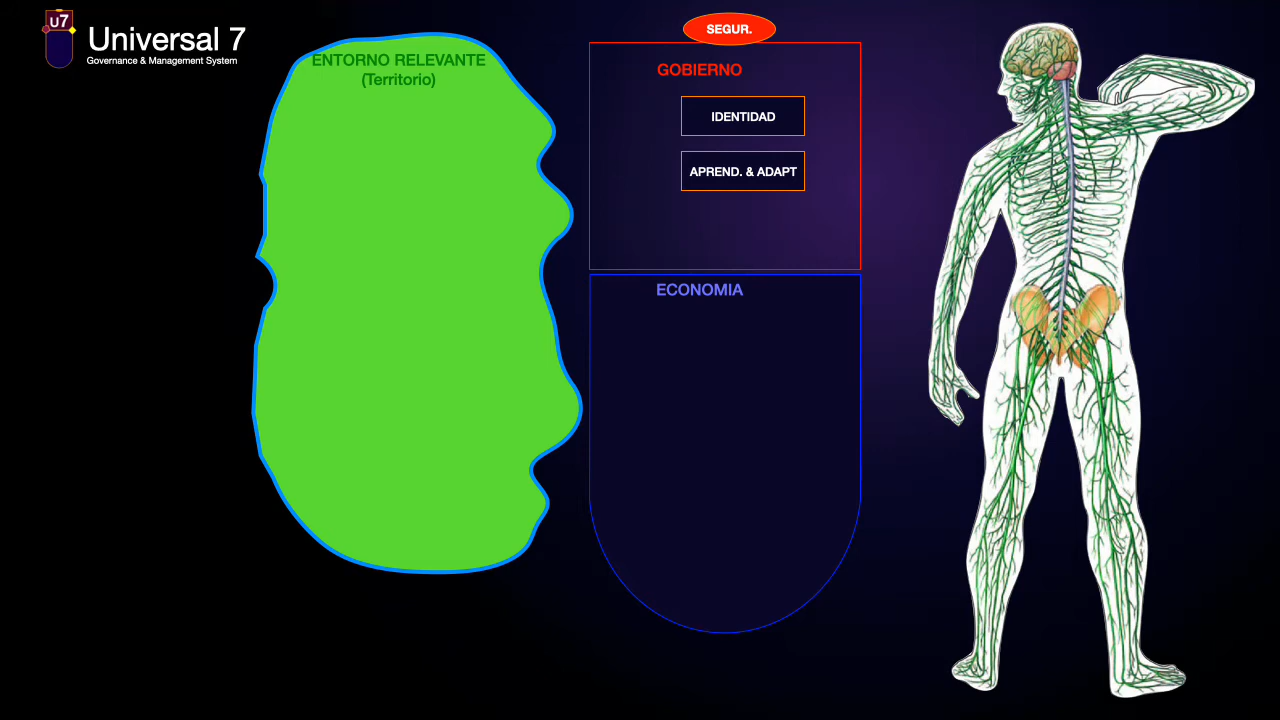 U7
Universal 7
Governance & Management System
ENTORNO RELEVANTE
(Territorio)
SEGUR.
GOBIERNO
IDENTIDAD
APREND. & ADAPT
ECONOMIA